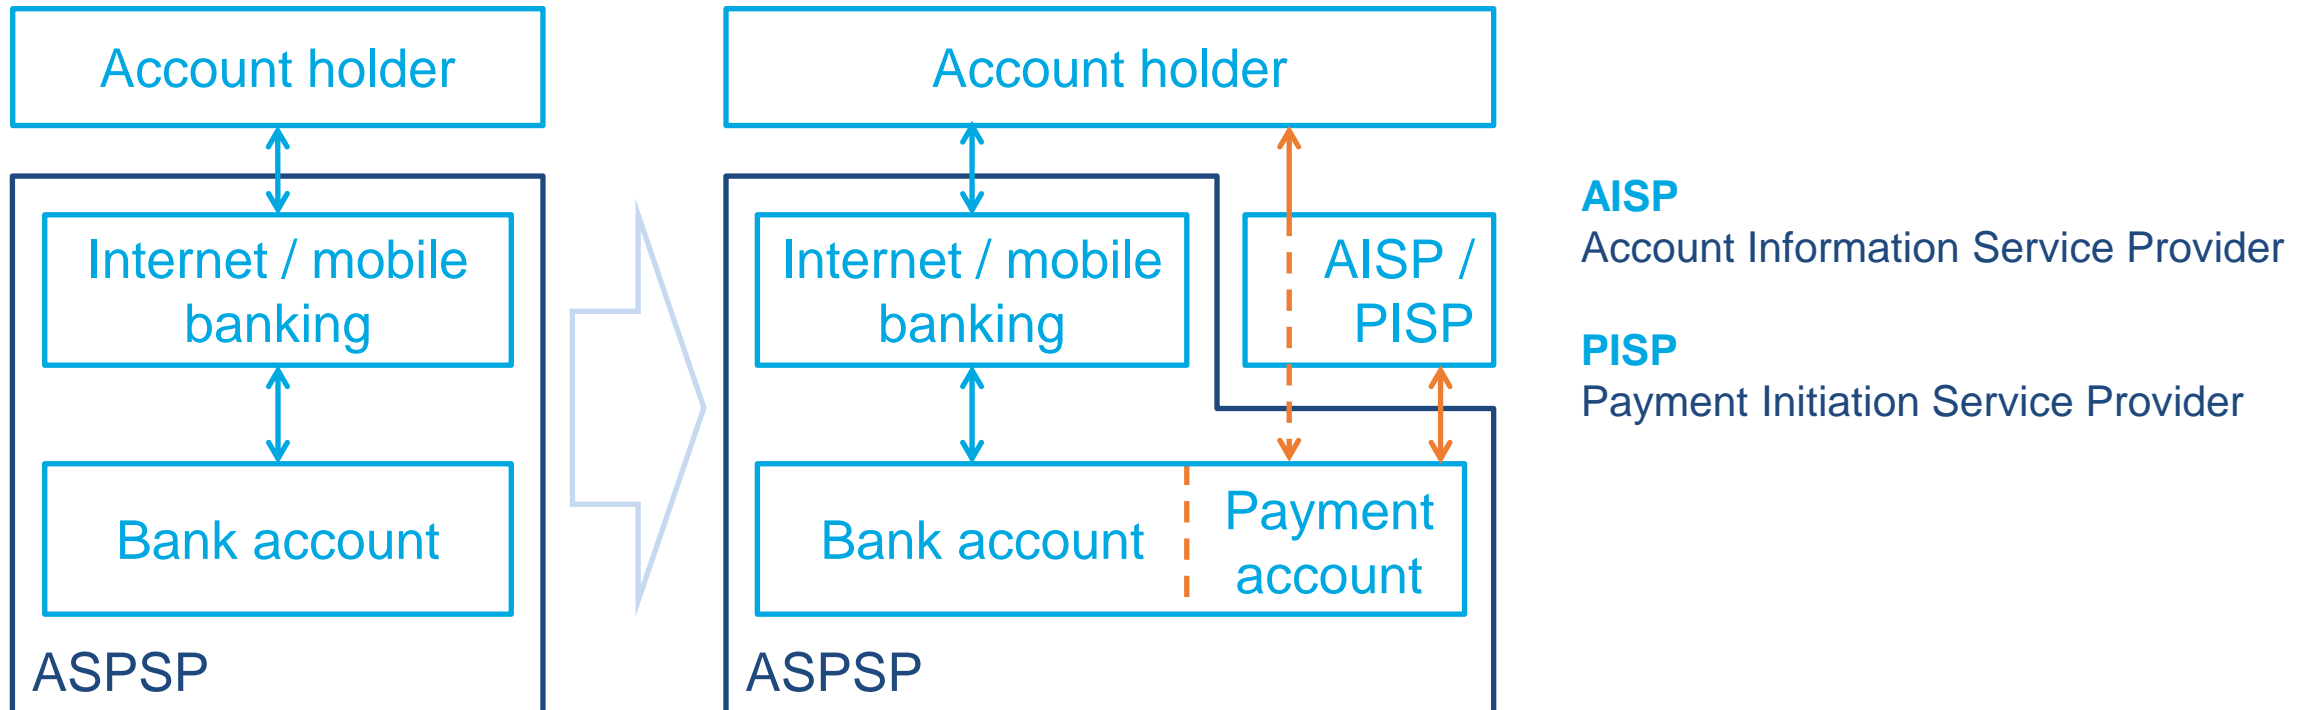 Account holder
Internet / mobile
banking
Bank account
ASPSP
Account holder
Internet / mobile
banking
AISP /
PISP
Bank account
Payment
account
ASPSP
AISP
Account Information Service Provider
PISP
Payment Initiation Service Provider